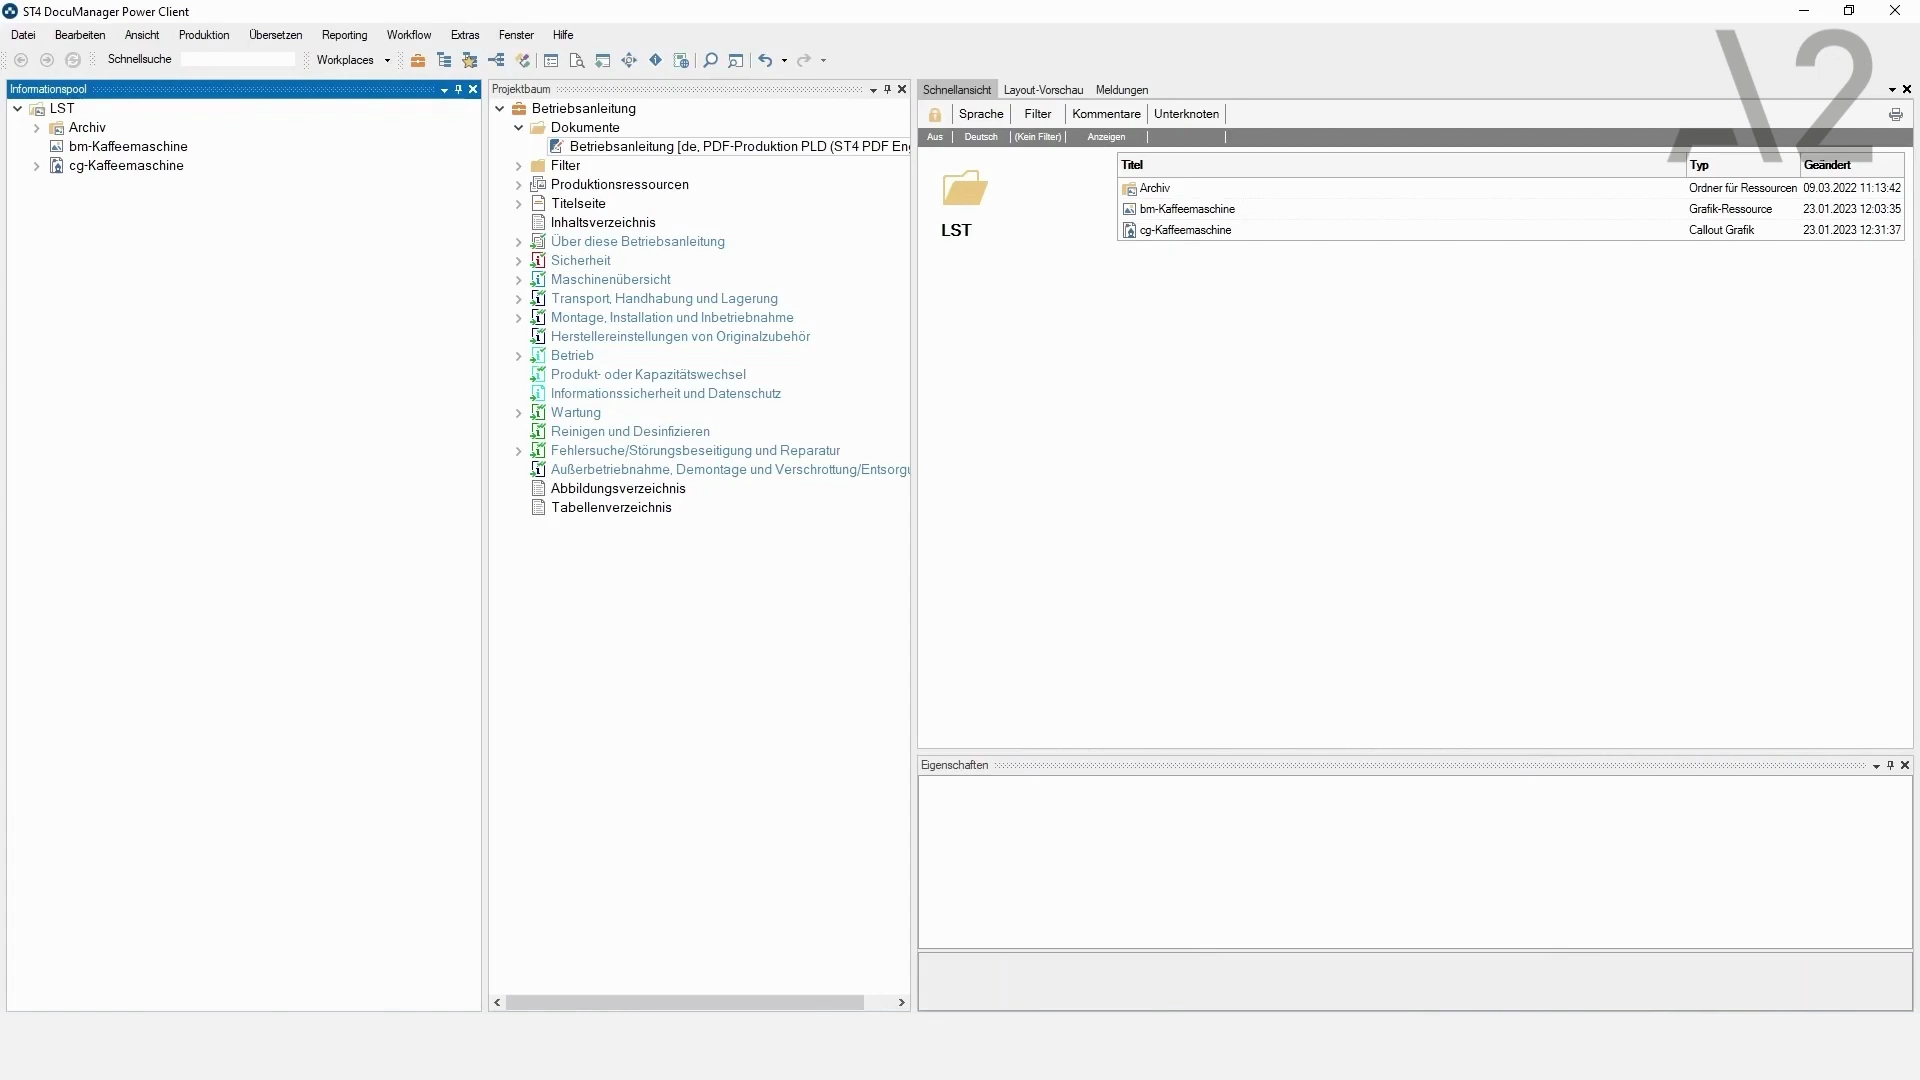 ST4 DocuManager Power Client
Datei Bearbeiten Ansicht Produktion Übersetzen Reporting Workflow Extras Fenster Hilfe
Schnellsuche Workplaces
Informationspool
LST
Archiv
bm-Kaffeemaschine
cg-Kaffeemaschine
Projektbaum
Betriebsanleitung
Dokumente
Betriebsanleitung [de, PDF-Produktion PLD (ST4 PDF Eng
Filter
Produktionsressourcen
Titelseite
Inhaltsverzeichnis
Über diese Betriebsanleitung
Sicherheit
Maschinenübersicht
Transport, Handhabung und Lagerung
Montage, Installation und Inbetriebnahme
Herstellereinstellungen von Originalzubehör
Betrieb
Produkt- oder Kapazitätswechsel
Informationssicherheit und Datenschutz
Wartung
Reinigen und Desinfizieren
Fehlersuche/Störungsbeseitigung und Reparatur
Außerbetriebnahme, Demontage und Verschrottung/Entsorgu
Abbildungsverzeichnis
Tabellenverzeichnis
Schnellansicht Layout-Vorschau Meldungen
Sprache Filter Kommentare Unterknoten
Aus Deutsch (Kein Filter) Anzeigen
LST
Titel Typ Geändert
Archiv Ordner für Ressourcen 09.03.2022 11:13:42
bm-Kaffeemaschine Grafik-Ressource 23.01.2023 12:03:35
cg-Kaffeemaschine Callout Grafik 23.01.2023 12:31:37
Eigenschaften
A2